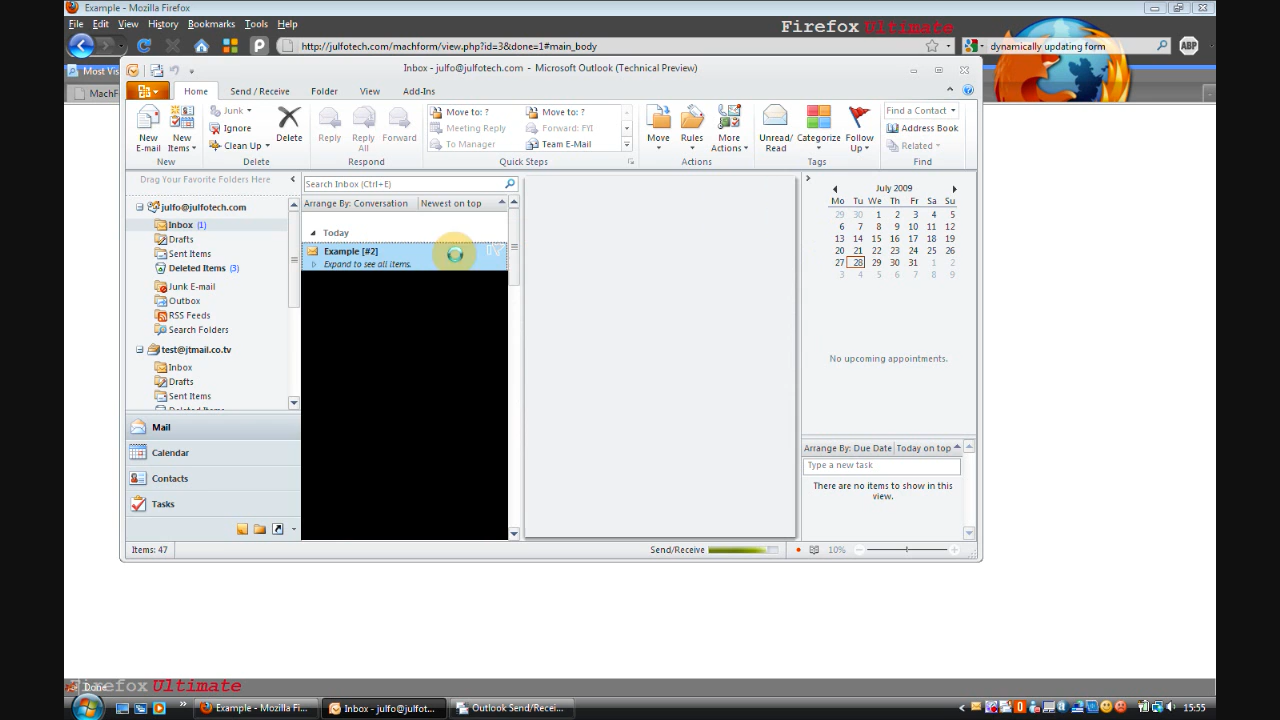 Example - Mozilla Firefox
File Edit View History Bookmarks Tools Help
Firefox Ultimate
http://julfotech.com/machform/view.php?id=3&done=1#main_body
dynamically updating form
ABP
Most Vis
MachF
Inbox - julfo@julfotech.com - Microsoft Outlook (Technical Preview)
Home Send / Receive Folder View Add-Ins
New E-mail
New Items
New
Junk
Ignore
Clean Up
Delete
Delete
Reply
Reply All
Forward
Respond
Move to: ?
Meeting Reply
To Manager
Move to: ?
Forward: FYI
Team E-Mail
Quick Steps
Move
Rules
More Actions
Actions
Unread/ Read
Categorize
Follow Up
Tags
Find a Contact
Address Book
Related
Find
Drag Your Favorite Folders Here
julfo@julfotech.com
Inbox (1)
Drafts
Sent Items
Deleted Items (3)
Junk E-mail
Outbox
RSS Feeds
Search Folders
test@jtmail.co.tv
Inbox
Drafts
Sent Items
Deleted Items
Mail
Calendar
Contacts
Tasks
Search Inbox (Ctrl+E)
Arrange By: Conversation Newest on top
Today
Example [#2]
Expand to see all items.
July 2009
Mo Tu We Th Fr Sa Su
29 30 1 2 3 4 5
6 7 8 9 10 11 12
13 14 15 16 17 18 19
20 21 22 23 24 25 26
27 28 29 30 31 1 2
3 4 5 6 7 8 9
No upcoming appointments.
Arrange By: Due Date Today on top
Type a new task
There are no items to show in this
view.
Items: 47
Send/Receive
10%
Done
Firefox Ultimate
Example - Mozilla Fi...
Inbox - julfo@julfot...
Outlook Send/Recei...
15:55